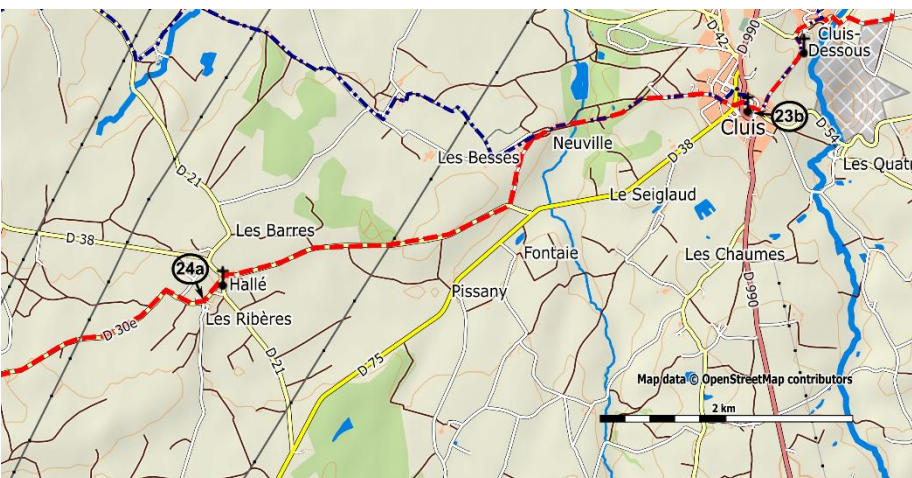 D 42
D-990
Cluis-
Dessous
23b
Cluis
D-54
Neuville
Les Besses
D-38
Les Quatr
D-21
Le Seiglaud
Les Barres
D 38
Fontaie
Les Chaumes
24a
Hallé
Pissany
D-990
Les Ribères
D 30e
D-21
D-75
Map data © OpenStreetMap contributors
2 km